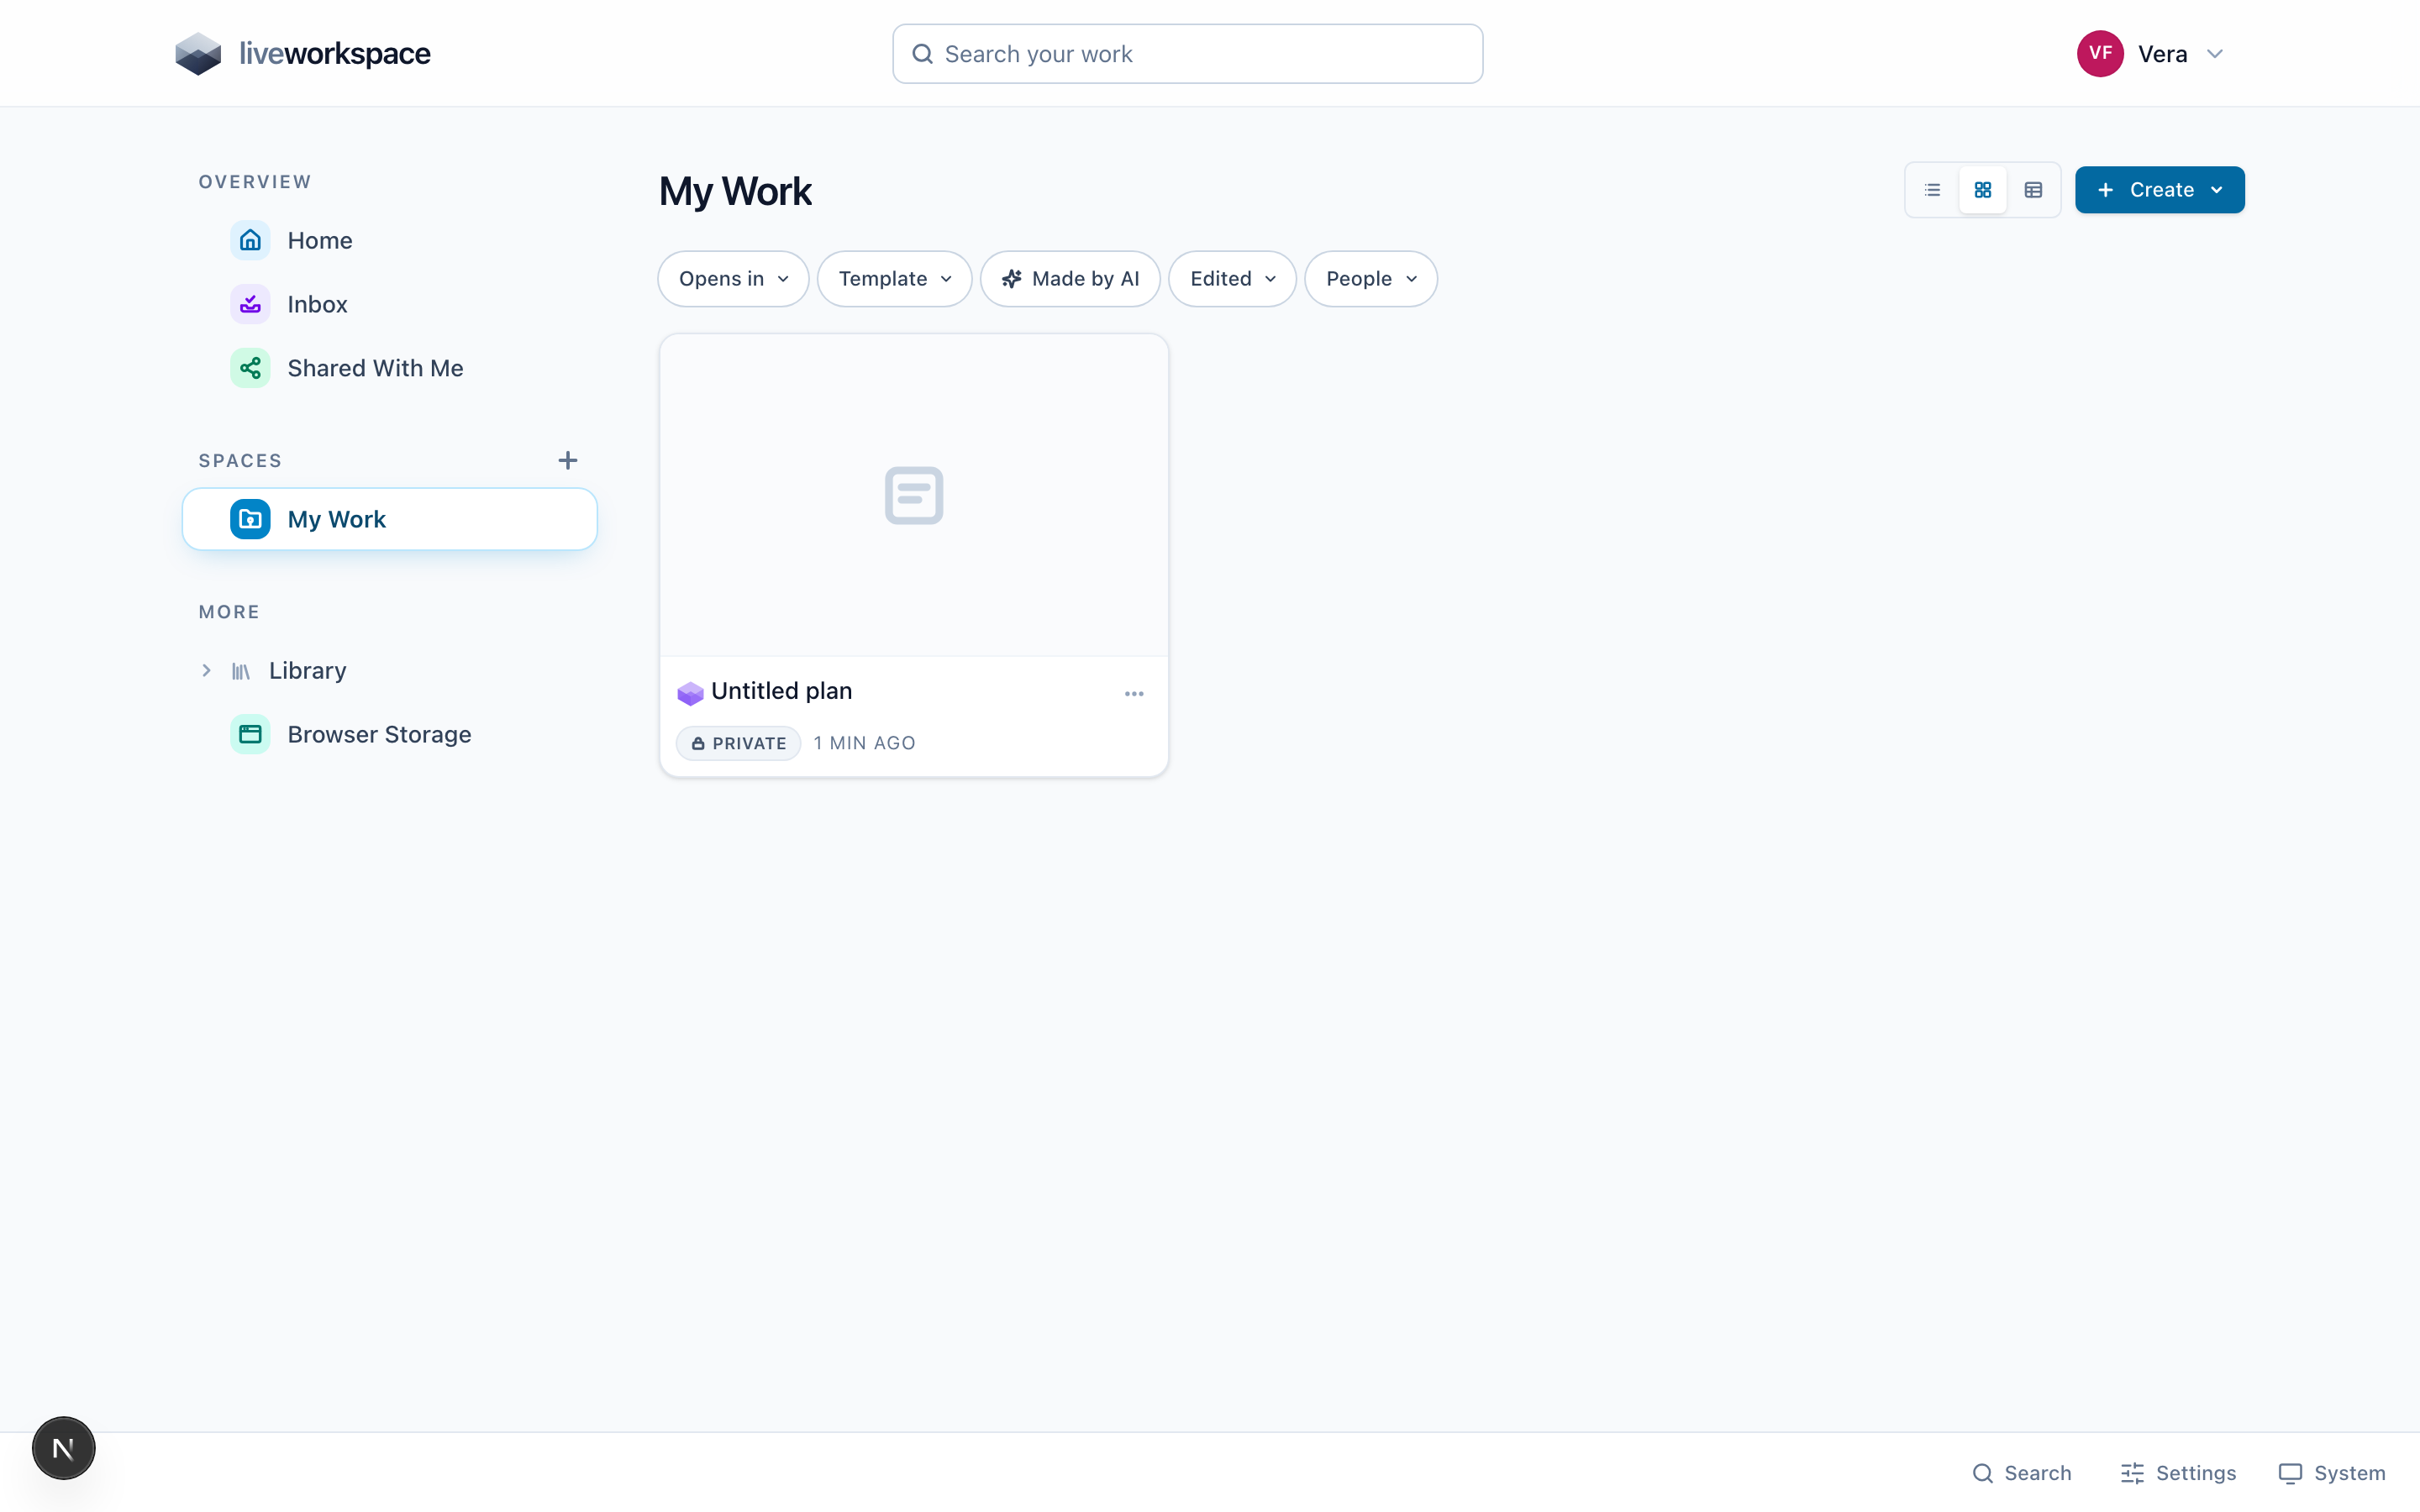 liveworkspace
Search your work
VF
Vera
OVERVIEW
Home
Inbox
Shared With Me
SPACES
My Work
MORE
Library
Browser Storage
My Work
Create
Opens in
Template
Made by AI
Edited
People
Untitled plan
PRIVATE
1 MIN AGO
N
Search
Settings
System